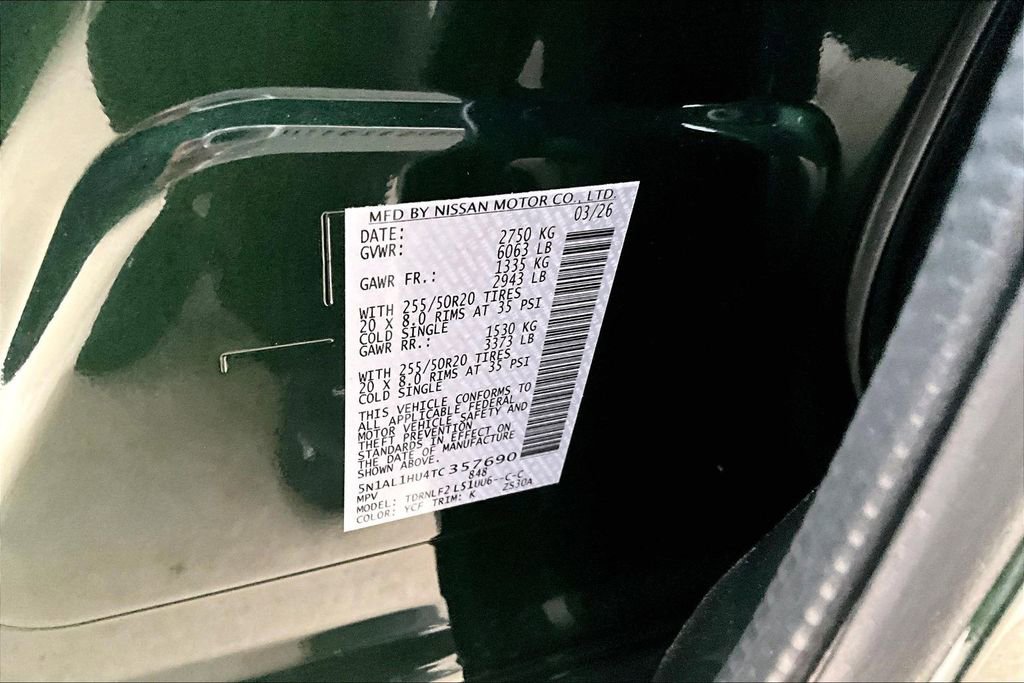 MFD BY NISSAN MOTOR CO., LTD.
DATE: 03/26
GVWR: 2750 KG
6063 LB
GAWR FR.: 1335 KG
2943 LB
WITH 255/50R20 TIRES
20 X 8.0 RIMS AT 35 PSI
COLD SINGLE
GAWR RR.: 1530 KG
3373 LB
WITH 255/50R20 TIRES
20 X 8.0 RIMS AT 35 PSI
COLD SINGLE
THIS VEHICLE CONFORMS TO
ALL APPLICABLE FEDERAL
MOTOR VEHICLE SAFETY AND
THEFT PREVENTION
STANDARDS IN EFFECT ON
THE DATE OF MANUFACTURE
SHOWN ABOVE.
5N1AL1HU4TC357690
MPV 848
MODEL: TDRNLF2 LS1UU6--C-C
COLOR: YCF TRIM: K ZS30A